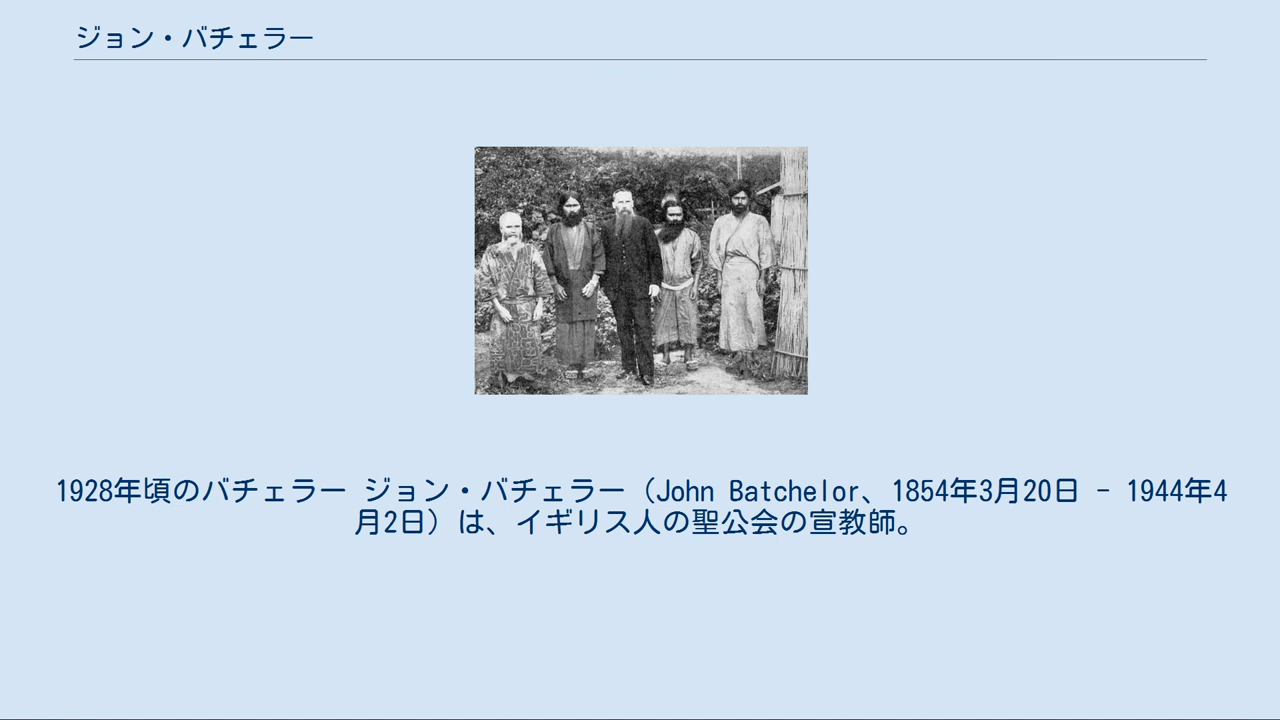 ジョン・バチェラー
1928年頃のバチェラー ジョン・バチェラー（John Batchelor、1854年3月20日 - 1944年4
月2日）は、イギリス人の聖公会の宣教師。